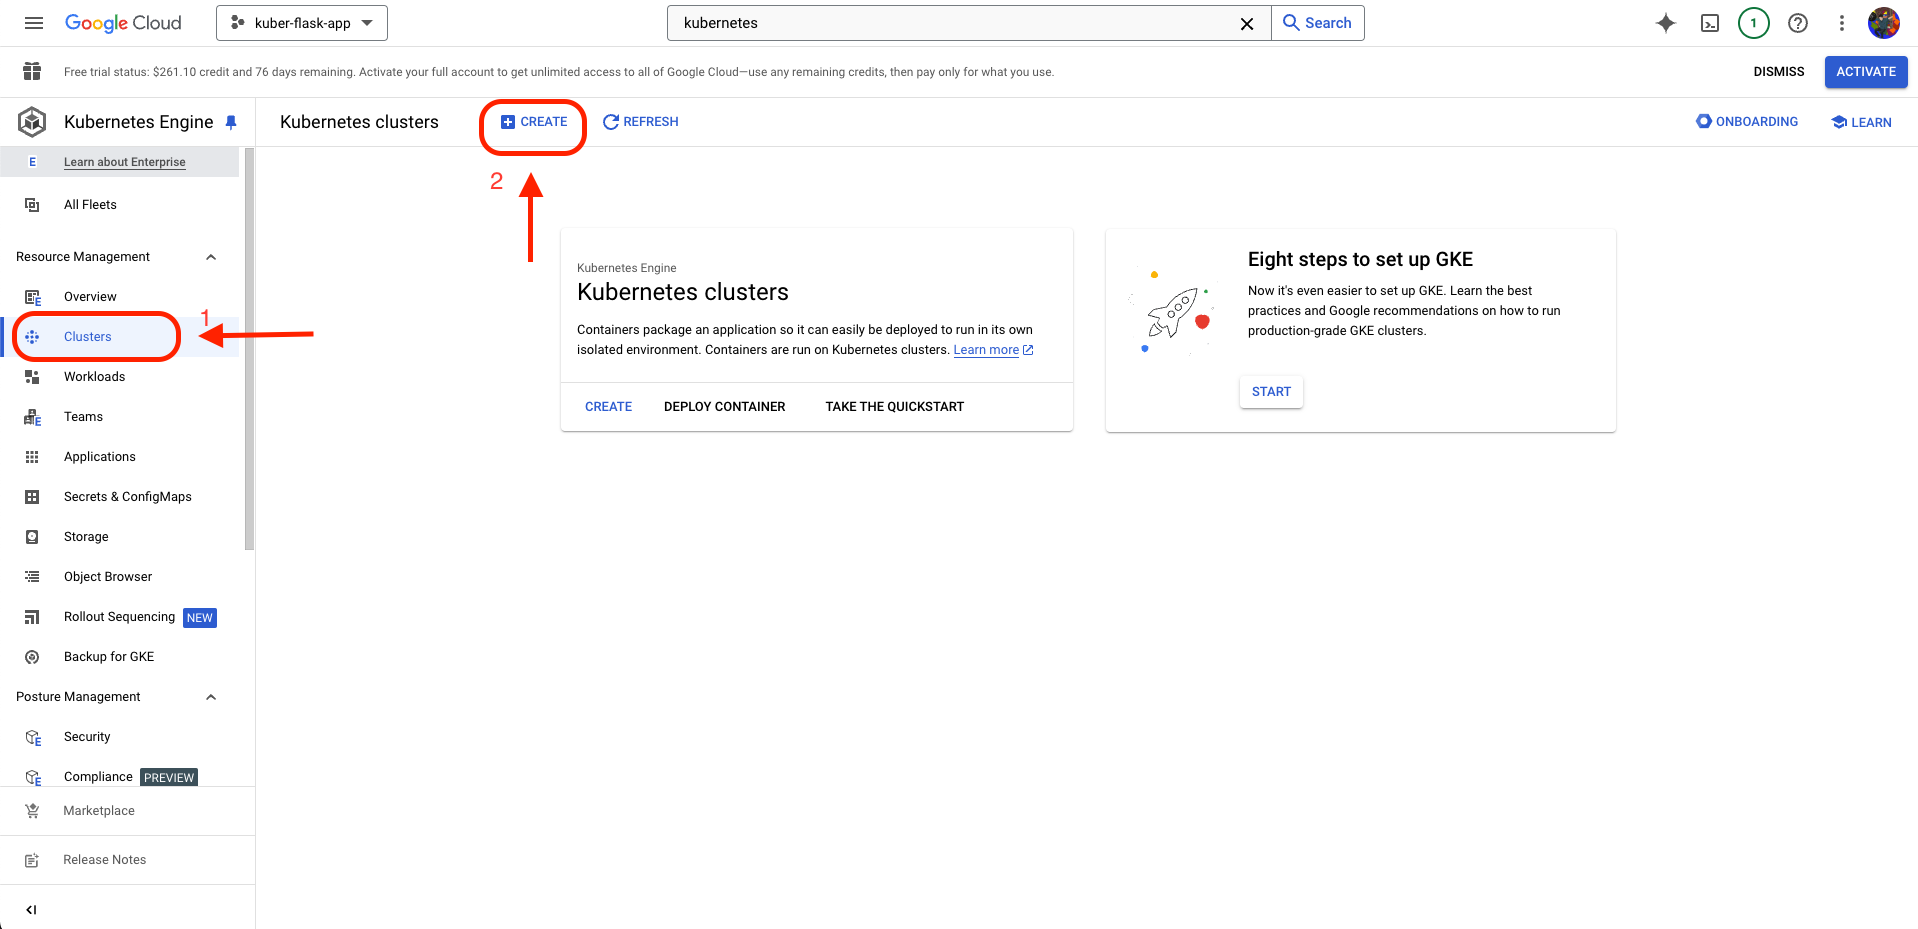 Google Cloud
kuber-flask-app
kubernetes
Search
1
Free trial status: $261.10 credit and 76 days remaining. Activate your full account to get unlimited access to all of Google Cloud—use any remaining credits, then pay only for what you use.
DISMISS
ACTIVATE
Kubernetes Engine
Kubernetes clusters
CREATE
REFRESH
ONBOARDING
LEARN
E
Learn about Enterprise
All Fleets
Resource Management
E
Overview
Clusters
1
Workloads
E
Teams
Applications
Secrets & ConfigMaps
Storage
Object Browser
Rollout Sequencing NEW
Backup for GKE
Posture Management
E
Security
E
Compliance PREVIEW
Marketplace
Release Notes
2
Kubernetes Engine
Kubernetes clusters
Containers package an application so it can easily be deployed to run in its own
isolated environment. Containers are run on Kubernetes clusters. Learn more
CREATE
DEPLOY CONTAINER
TAKE THE QUICKSTART
Eight steps to set up GKE
Now it's even easier to set up GKE. Learn the best
practices and Google recommendations on how to run
production-grade GKE clusters.
START